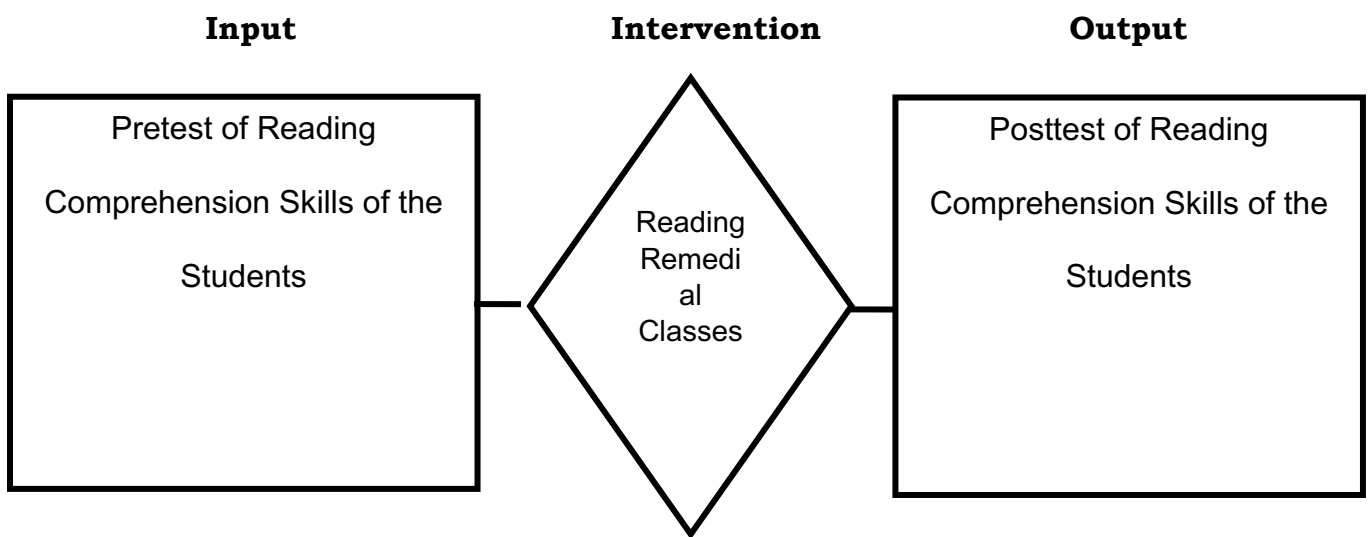 Input
Intervention
Output
Pretest of Reading
Comprehension Skills of the
Students
Reading
Remedi
al
Classes
Posttest of Reading
Comprehension Skills of the
Students